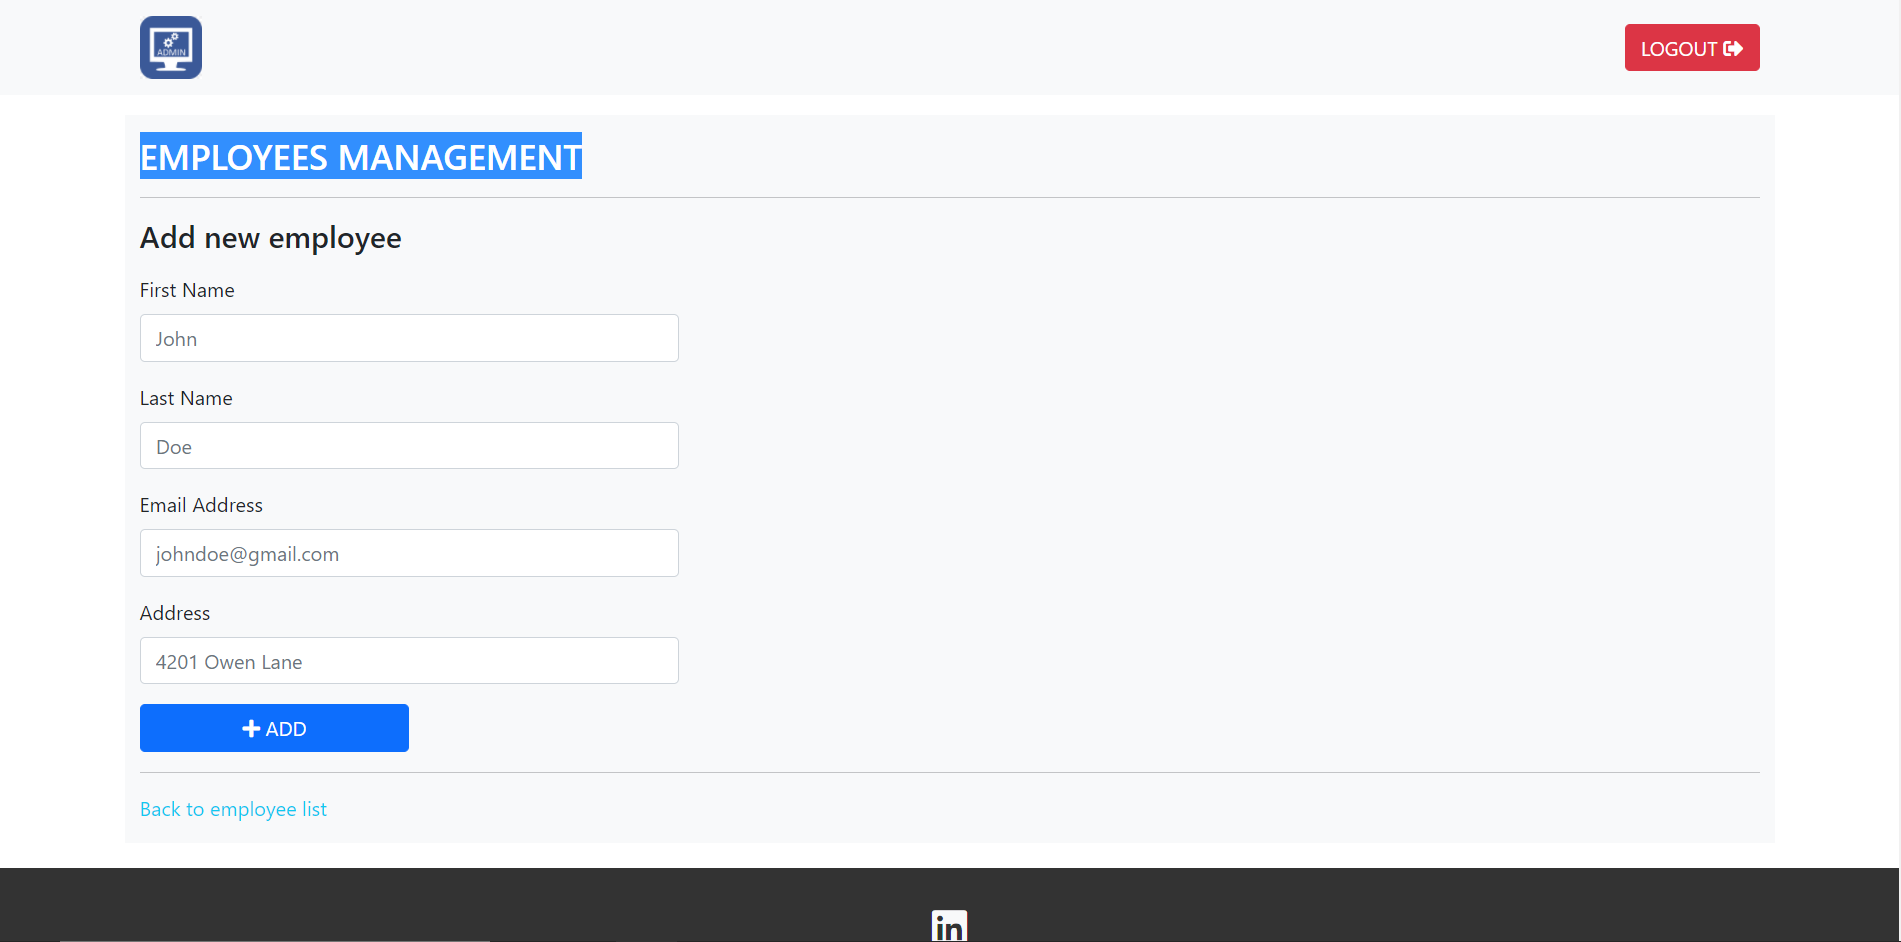 ADMIN
LOGOUT
EMPLOYEES MANAGEMENT
Add new employee
First Name
John
Last Name
Doe
Email Address
johndoe@gmail.com
Address
4201 Owen Lane
ADD
Back to employee list
in